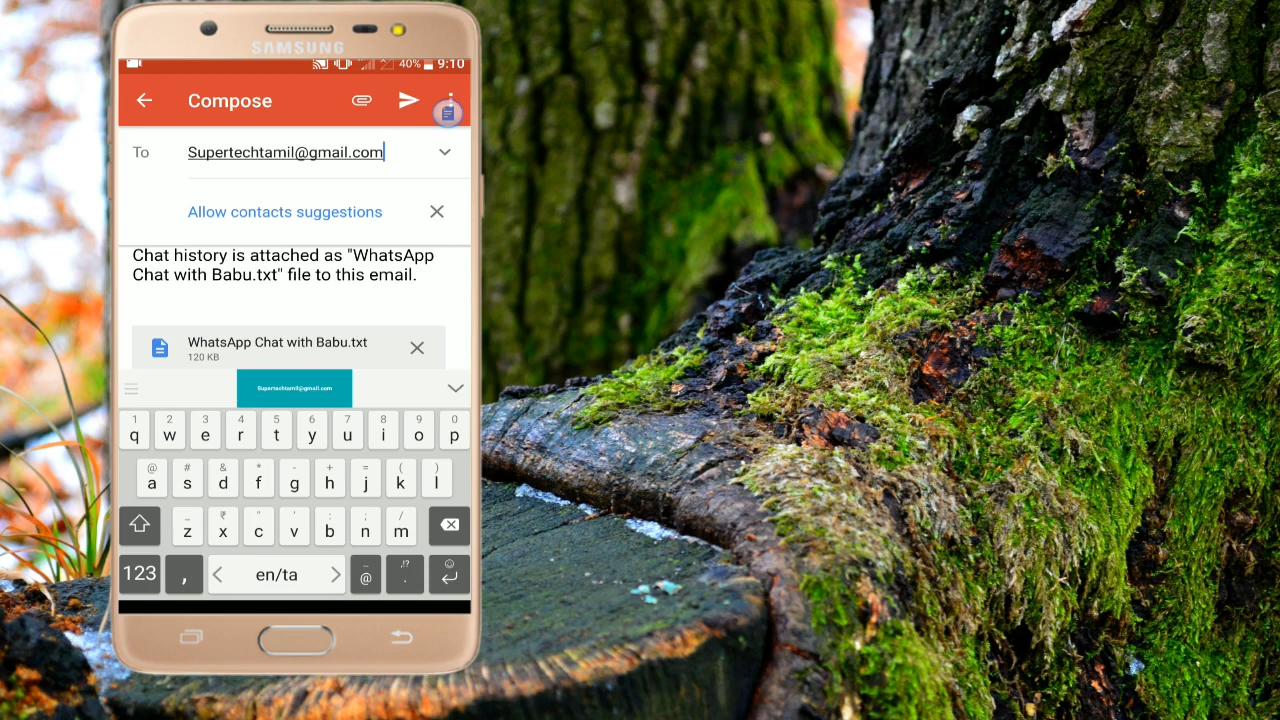 SAMSUNG
40% 9:10
Compose
To Supertechtamil@gmail.com
Allow contacts suggestions
Chat history is attached as "WhatsApp
Chat with Babu.txt" file to this email.
WhatsApp Chat with Babu.txt
120 KB
Supertechtamil@gmail.com
1 2 3 4 5 6 7 8 9 0
q w e r t y u i o p
@ # & * - + = ( )
a s d f g h j k l
_ ₹ " ' : ; /
z x c v b n m
123 , en/ta @ ,!? .